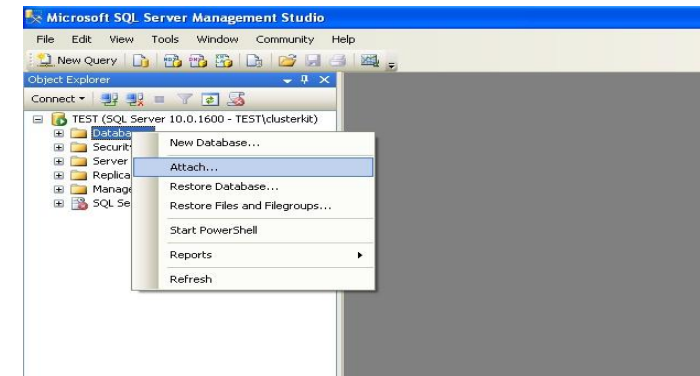 Microsoft SQL Server Management Studio
File Edit View Tools Window Community Help
New Query
Object Explorer
Connect
TEST (SQL Server 10.0.1600 - TEST\clusterkit)
Databa
Securit
Server
Replica
Manage
SQL Se
New Database...
Attach...
Restore Database...
Restore Files and Filegroups...
Start PowerShell
Reports
Refresh